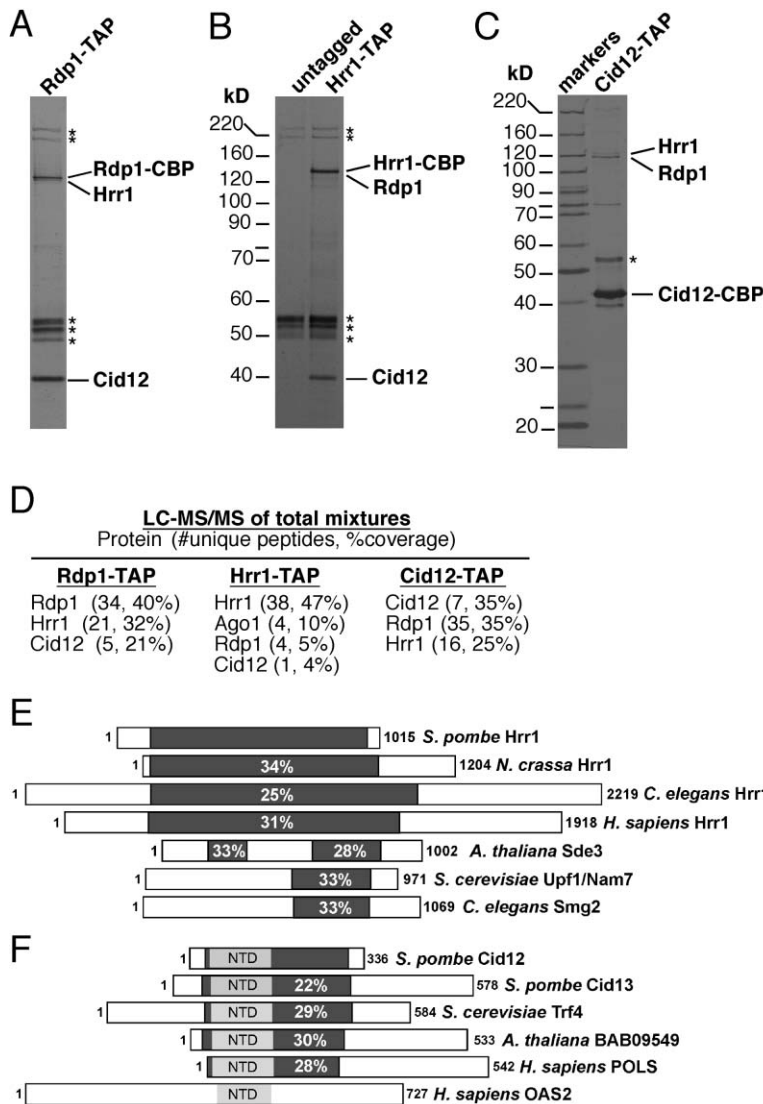 A
Rdp1-TAP
Rdp1-CBP
Hrr1
*
*
*
*
*
Cid12
B
untagged
Hrr1-TAP
kD
220
160
120
90
70
60
50
40
*
*
Hrr1-CBP
Rdp1
*
*
*
Cid12
C
markers
Cid12-TAP
kD
220
160
120
100
90
80
70
60
50
40
30
20
Hrr1
Rdp1
*
Cid12-CBP
D
LC-MS/MS of total mixtures
Protein (#unique peptides, %coverage)
Rdp1-TAP Hrr1-TAP Cid12-TAP
Rdp1 (34, 40%) Hrr1 (38, 47%) Cid12 (7, 35%)
Hrr1 (21, 32%) Ago1 (4, 10%) Rdp1 (35, 35%)
Cid12 (5, 21%) Rdp1 (4, 5%) Hrr1 (16, 25%)
Cid12 (1, 4%)
E
1 1015 S. pombe Hrr1
1 34% 1204 N. crassa Hrr1
1 25% 2219 C. elegans Hrr1
1 31% 1918 H. sapiens Hrr1
1 33% 28% 1002 A. thaliana Sde3
1 33% 971 S. cerevisiae Upf1/Nam7
1 33% 1069 C. elegans Smg2
F
1 NTD 336 S. pombe Cid12
1 NTD 22% 578 S. pombe Cid13
1 NTD 29% 584 S. cerevisiae Trf4
1 NTD 30% 533 A. thaliana BAB09549
1 NTD 28% 542 H. sapiens POLS
1 NTD 727 H. sapiens OAS2